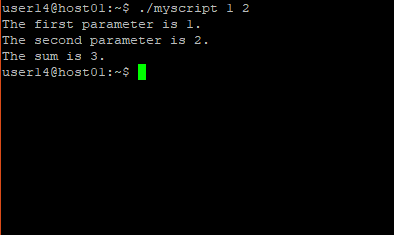 user14@host01:~$ ./myscript 1 2
The first parameter is 1.
The second parameter is 2.
The sum is 3.
user14@host01:~$